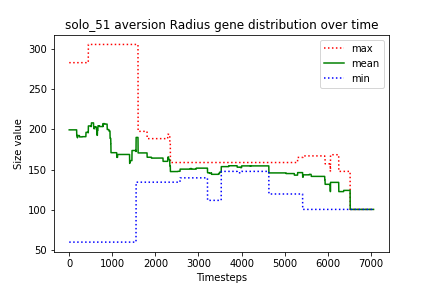 solo_51 aversion Radius gene distribution over time
max
mean
min
Size value
300
250
200
150
100
50
0
1000
2000
3000
4000
5000
6000
7000
Timesteps